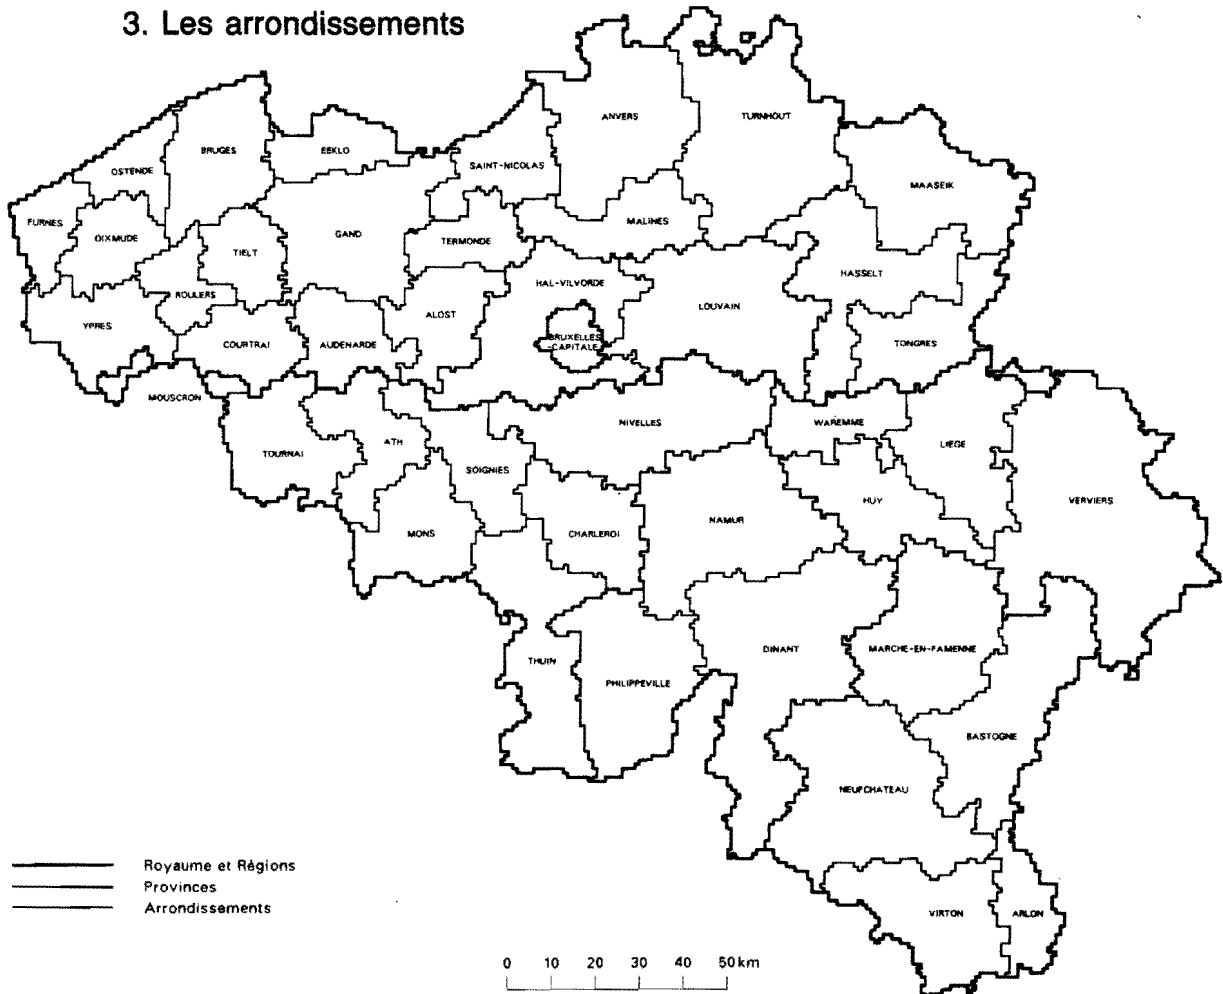 3. Les arrondissements
ANVERS
TURNHOUT
BRUGES
EEKLO
SAINT-NICOLAS
OSTENDE
MAASEIK
FURNES
MALINES
GAND
DIXMUDE
TERMONDE
TIELT
HASSELT
HAL-VILVORDE
ROULERS
LOUVAIN
ALOST
YPRES
BRUXELLES
-CAPITALE
COURTRAI
AUDENARDE
TONGRES
MOUSCRON
NIVELLES
WAREMME
ATH
LIEGE
TOURNAI
SOIGNIES
HUY
VERVIERS
NAMUR
MONS
CHARLEROI
DINANT
MARCHE-EN-FAMENNE
THUIN
PHILIPPEVILLE
BASTOGNE
NEUFCHATEAU
Royaume et Régions
Provinces
Arrondissements
VIRTON
ARLON
0 10 20 30 40 50km